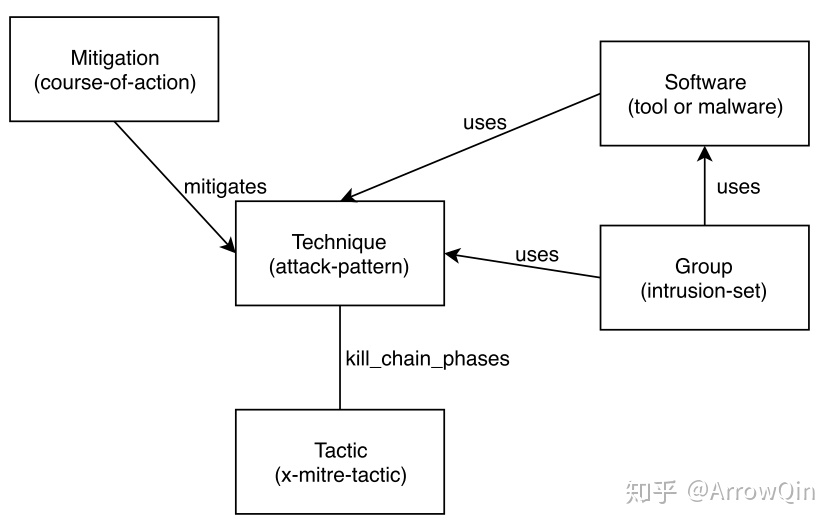 Mitigation
(course-of-action)
Software
(tool or malware)
uses
mitigates
uses
Technique
(attack-pattern)
uses
Group
(intrusion-set)
kill_chain_phases
Tactic
(x-mitre-tactic)
知乎 @ArrowQin